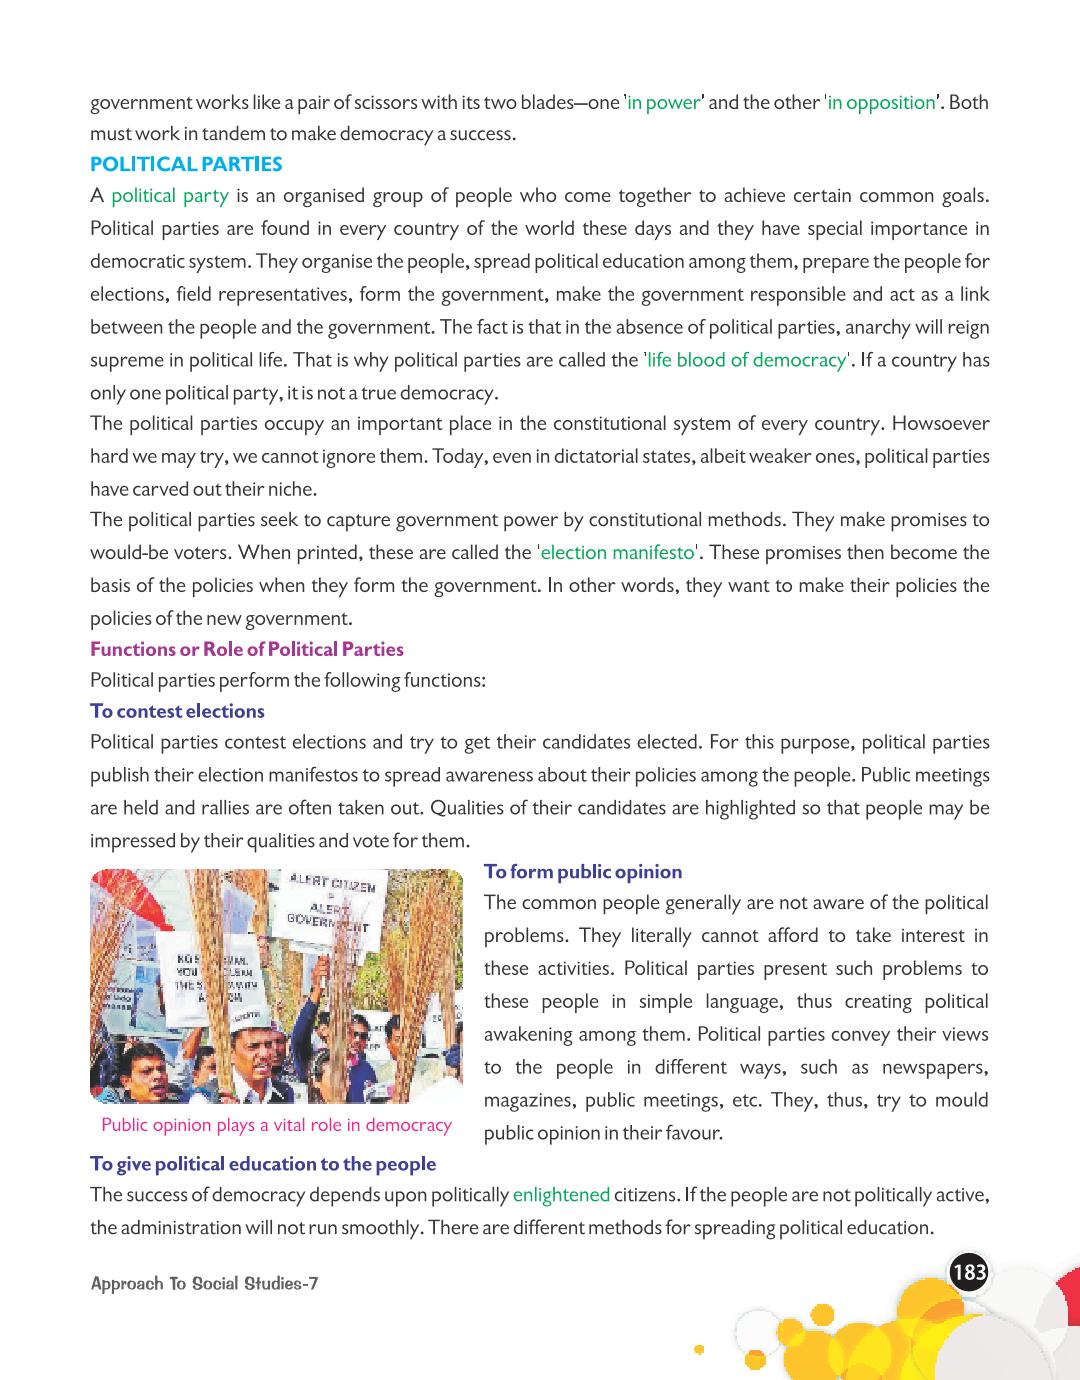 government works like a pair of scissors with its two blades—one 'in power' and the other 'in opposition'. Both
must work in tandem to make democracy a success.
POLITICAL PARTIES
A political party is an organised group of people who come together to achieve certain common goals.
Political parties are found in every country of the world these days and they have special importance in
democratic system. They organise the people, spread political education among them, prepare the people for
elections, field representatives, form the government, make the government responsible and act as a link
between the people and the government. The fact is that in the absence of political parties, anarchy will reign
supreme in political life. That is why political parties are called the 'life blood of democracy'. If a country has
only one political party, it is not a true democracy.
The political parties occupy an important place in the constitutional system of every country. Howsoever
hard we may try, we cannot ignore them. Today, even in dictatorial states, albeit weaker ones, political parties
have carved out their niche.
The political parties seek to capture government power by constitutional methods. They make promises to
would-be voters. When printed, these are called the 'election manifesto'. These promises then become the
basis of the policies when they form the government. In other words, they want to make their policies the
policies of the new government.
Functions or Role of Political Parties
Political parties perform the following functions:
To contest elections
Political parties contest elections and try to get their candidates elected. For this purpose, political parties
publish their election manifestos to spread awareness about their policies among the people. Public meetings
are held and rallies are often taken out. Qualities of their candidates are highlighted so that people may be
impressed by their qualities and vote for them.
ALERT CITIZEN
=
ALERT
GOVERNMENT
YOU CLEAN
THE
To form public opinion
The common people generally are not aware of the political
problems. They literally cannot afford to take interest in
these activities. Political parties present such problems to
these people in simple language, thus creating political
awakening among them. Political parties convey their views
to the people in different ways, such as newspapers,
magazines, public meetings, etc. They, thus, try to mould
public opinion in their favour.
Public opinion plays a vital role in democracy
To give political education to the people
The success of democracy depends upon politically enlightened citizens. If the people are not politically active,
the administration will not run smoothly. There are different methods for spreading political education.
Approach To Social Studies-7
183